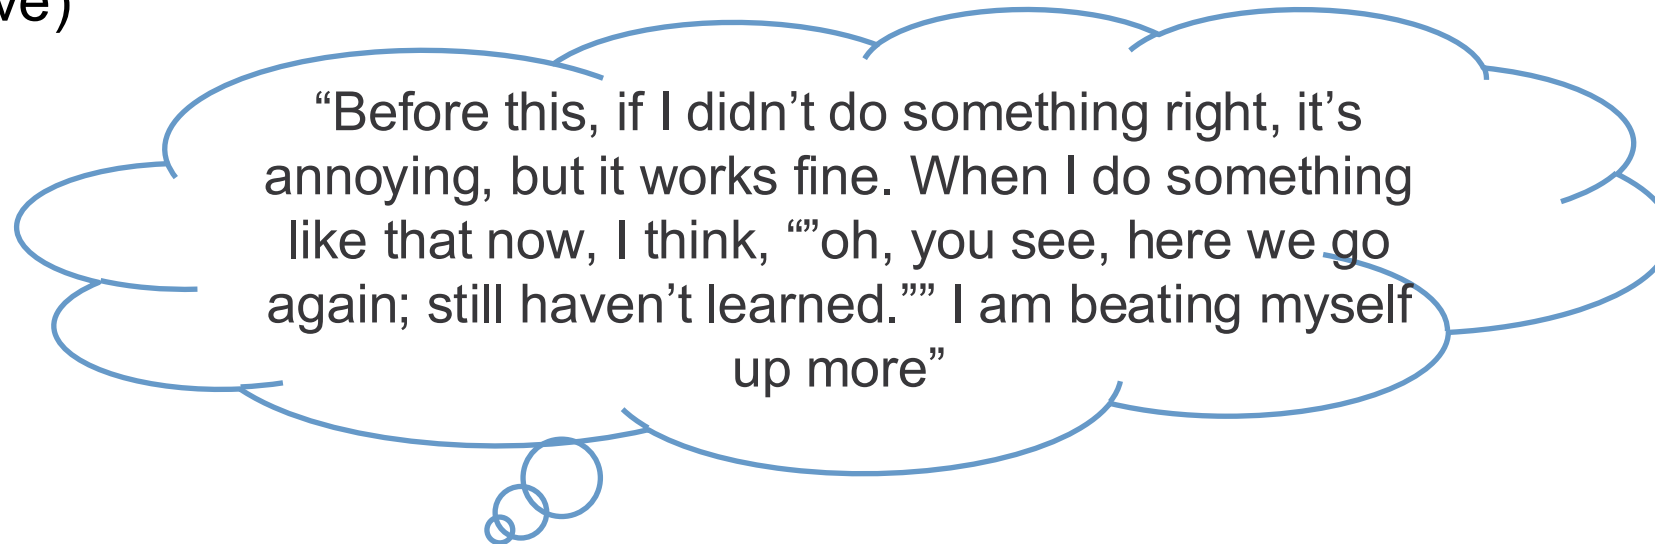 ve)
“Before this, if I didn’t do something right, it’s
annoying, but it works fine. When I do something
like that now, I think, “”oh, you see, here we go
again; still haven’t learned.”” I am beating myself
up more”